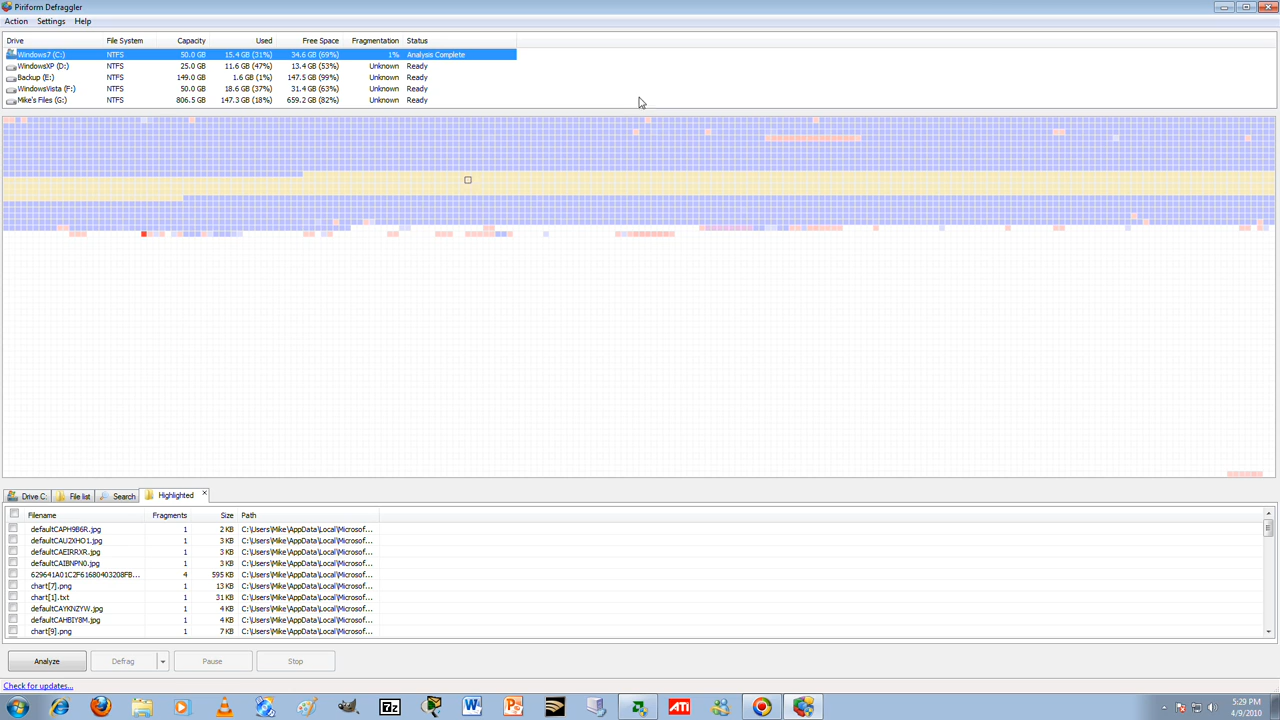 Piriform Defraggler
Action Settings Help
Drive File System Capacity Used Free Space Fragmentation Status
Windows7 (C:) NTFS 50.0 GB 15.4 GB (31%) 34.6 GB (69%) 1% Analysis Complete
WindowsXP (D:) NTFS 25.0 GB 11.6 GB (47%) 13.4 GB (53%) Unknown Ready
Backup (E:) NTFS 149.0 GB 1.6 GB (1%) 147.5 GB (99%) Unknown Ready
WindowsVista (F:) NTFS 50.0 GB 18.6 GB (37%) 31.4 GB (63%) Unknown Ready
Mike's Files (G:) NTFS 806.5 GB 147.3 GB (18%) 659.2 GB (82%) Unknown Ready
Drive C: File list Search Highlighted
Filename Fragments Size Path
defaultCAPH9B6R.jpg 1 2 KB C:\Users\Mike\AppData\Local\Microsof...
defaultCAU2XHO1.jpg 1 3 KB C:\Users\Mike\AppData\Local\Microsof...
defaultCAEIRRXR.jpg 1 3 KB C:\Users\Mike\AppData\Local\Microsof...
defaultCAIBNPN0.jpg 1 3 KB C:\Users\Mike\AppData\Local\Microsof...
629641A01C2F61680403208FB... 4 595 KB C:\Users\Mike\AppData\Local\Microsof...
chart[7].png 1 13 KB C:\Users\Mike\AppData\Local\Microsof...
chart[1].txt 1 31 KB C:\Users\Mike\AppData\Local\Microsof...
defaultCAYKNZYW.jpg 1 4 KB C:\Users\Mike\AppData\Local\Microsof...
defaultCAHBIY8M.jpg 1 4 KB C:\Users\Mike\AppData\Local\Microsof...
chart[9].png 1 7 KB C:\Users\Mike\AppData\Local\Microsof...
Analyze Defrag Pause Stop
Check for updates...
7z W P ATI
5:29 PM
4/9/2010